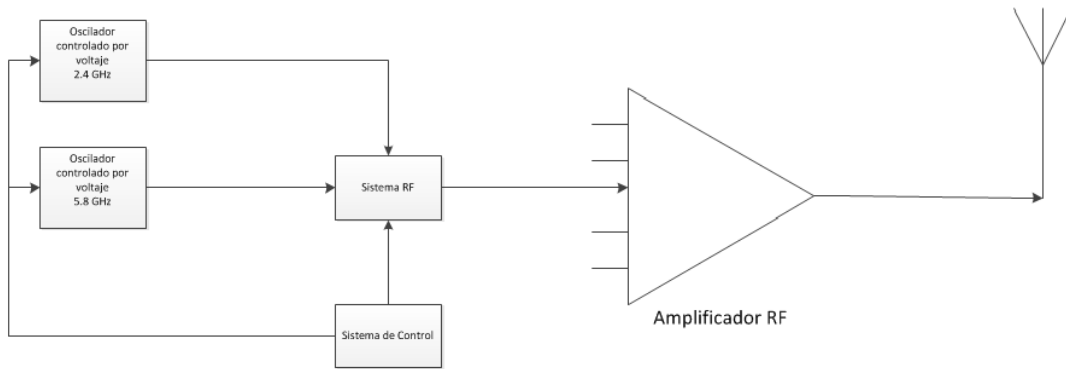 Oscilador
controlado por
voltaje
2.4 GHz
Oscilador
controlado por
voltaje
5.8 GHz
Sistema RF
Sistema de Control
Amplificador RF